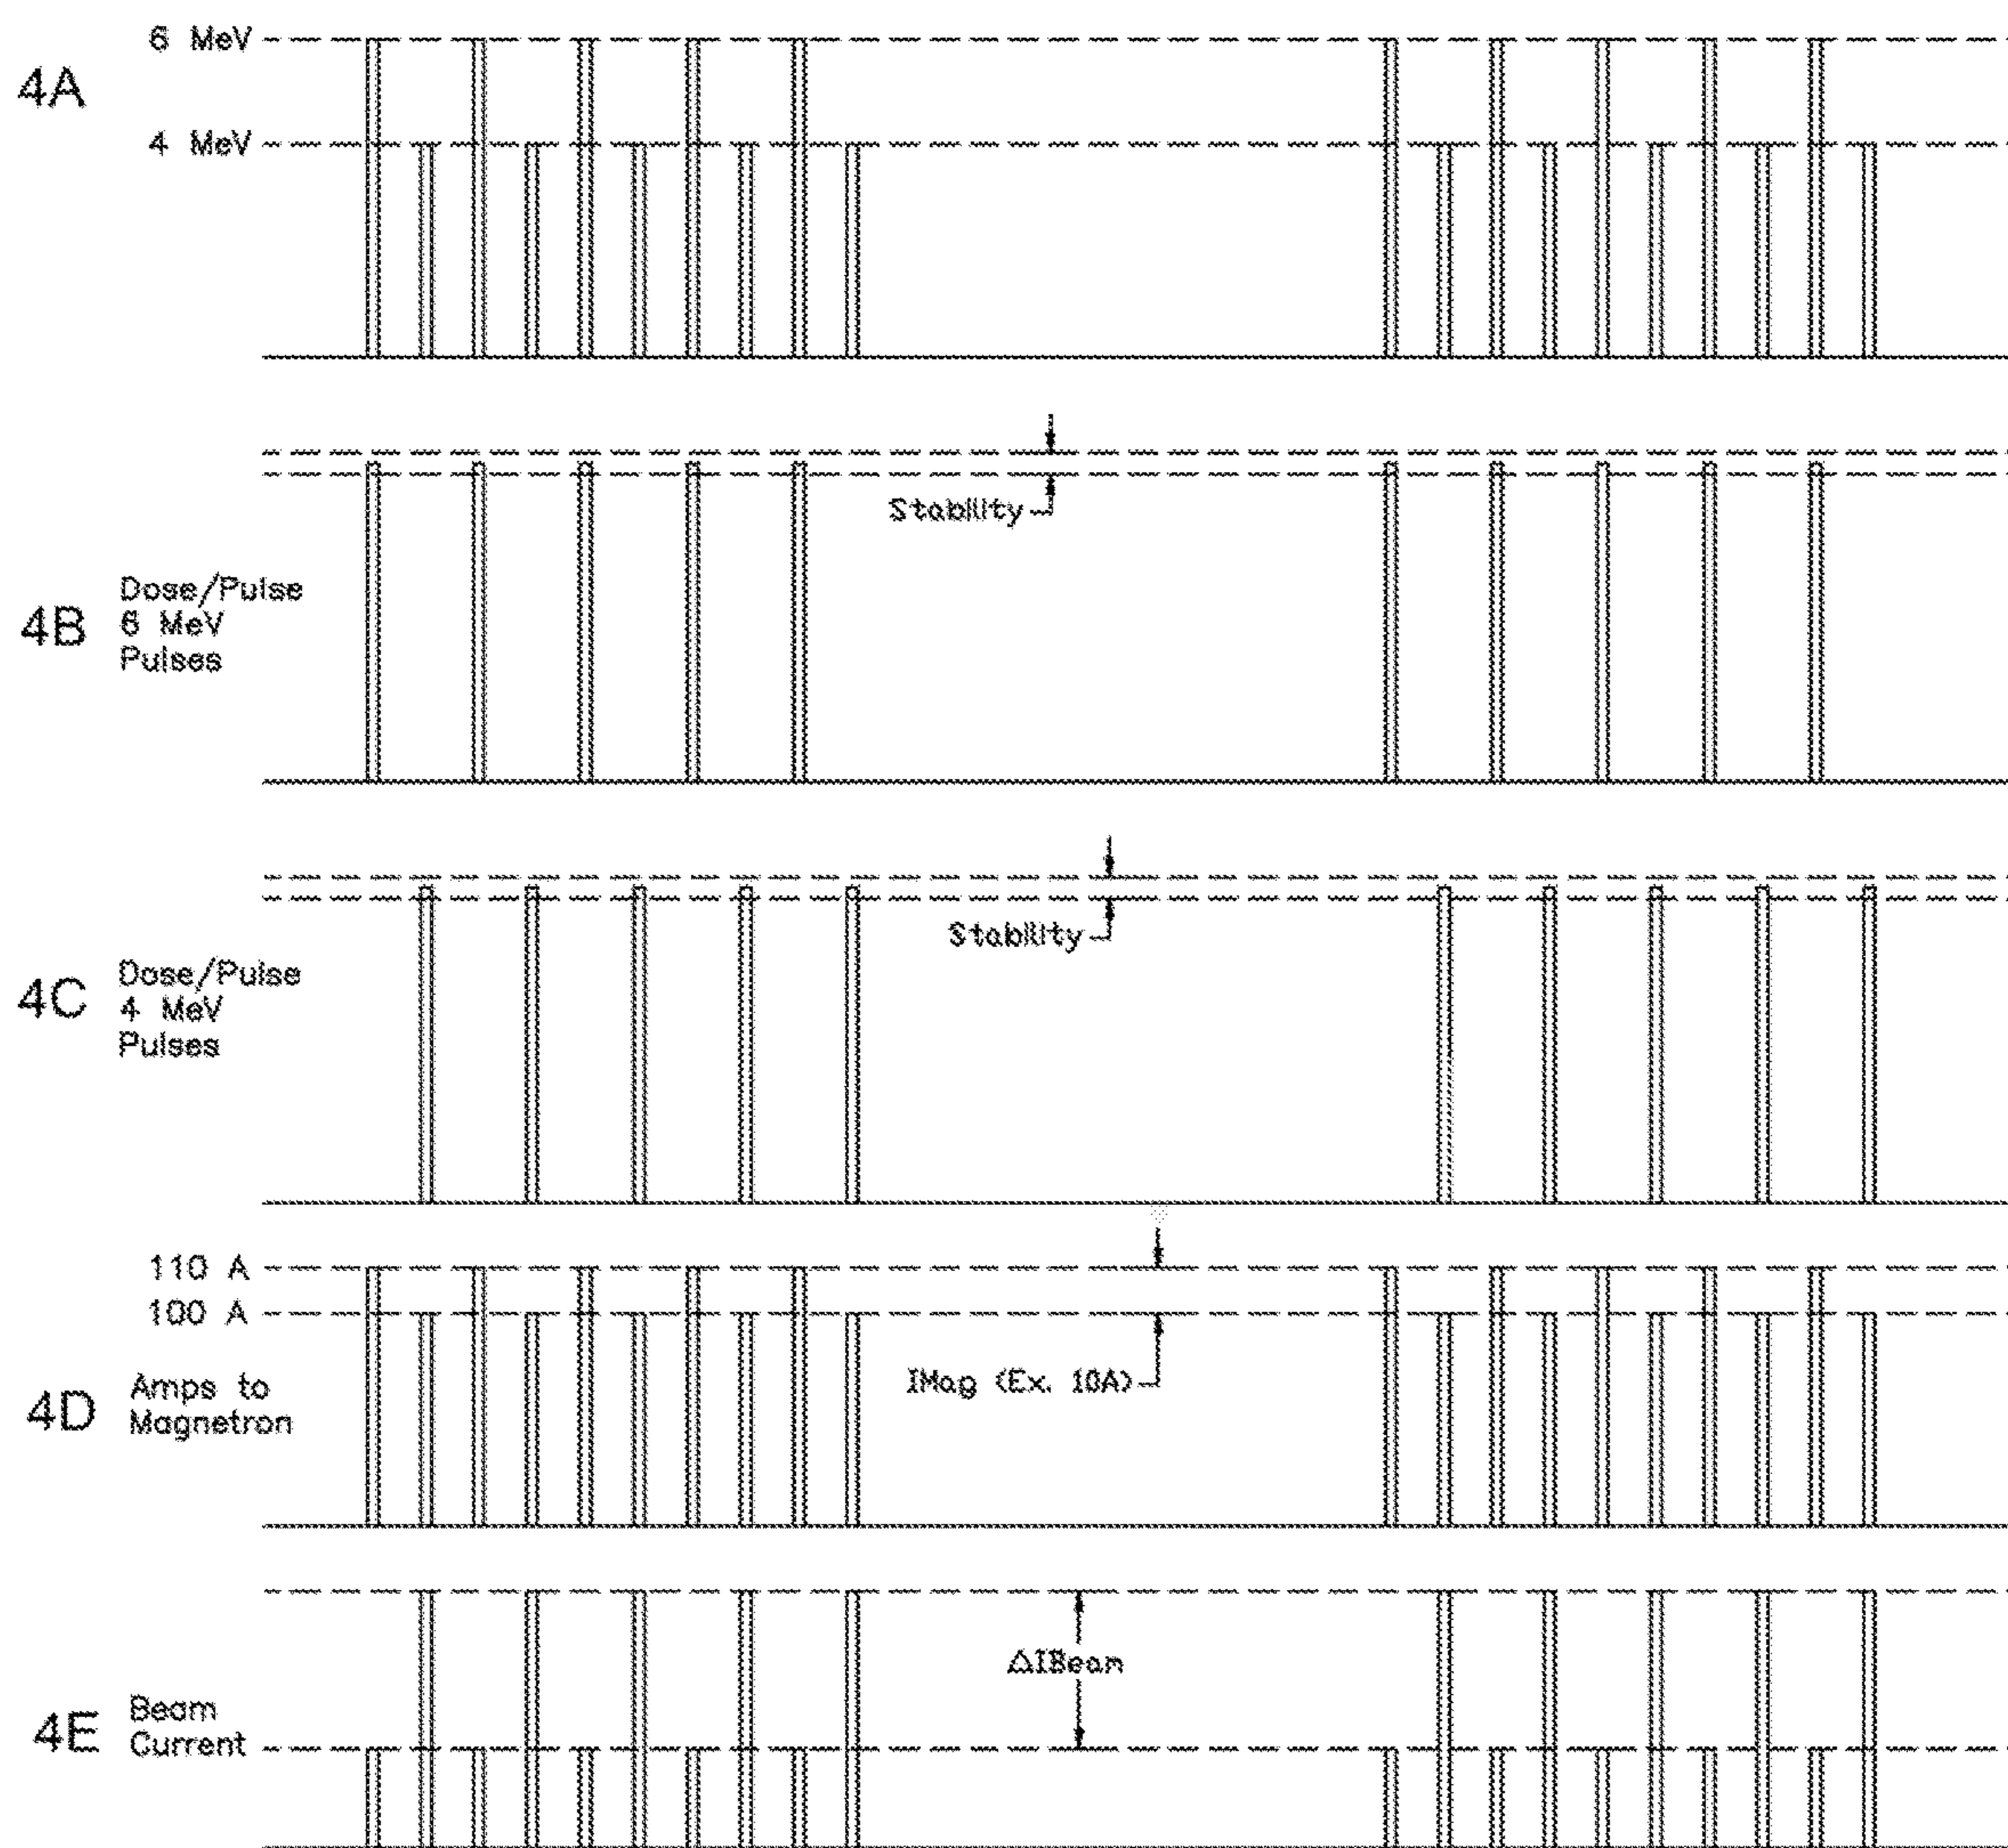 6 MeV
4A
4 MeV
Stability
4B
Dose/Pulse
6 MeV
Pulses
Stability
4C
Dose/Pulse
4 MeV
Pulses
110 A
100 A
IMag (Ex. 10A)
4D
Amps to
Magnetron
ΔIBeam
4E
Beam
Current